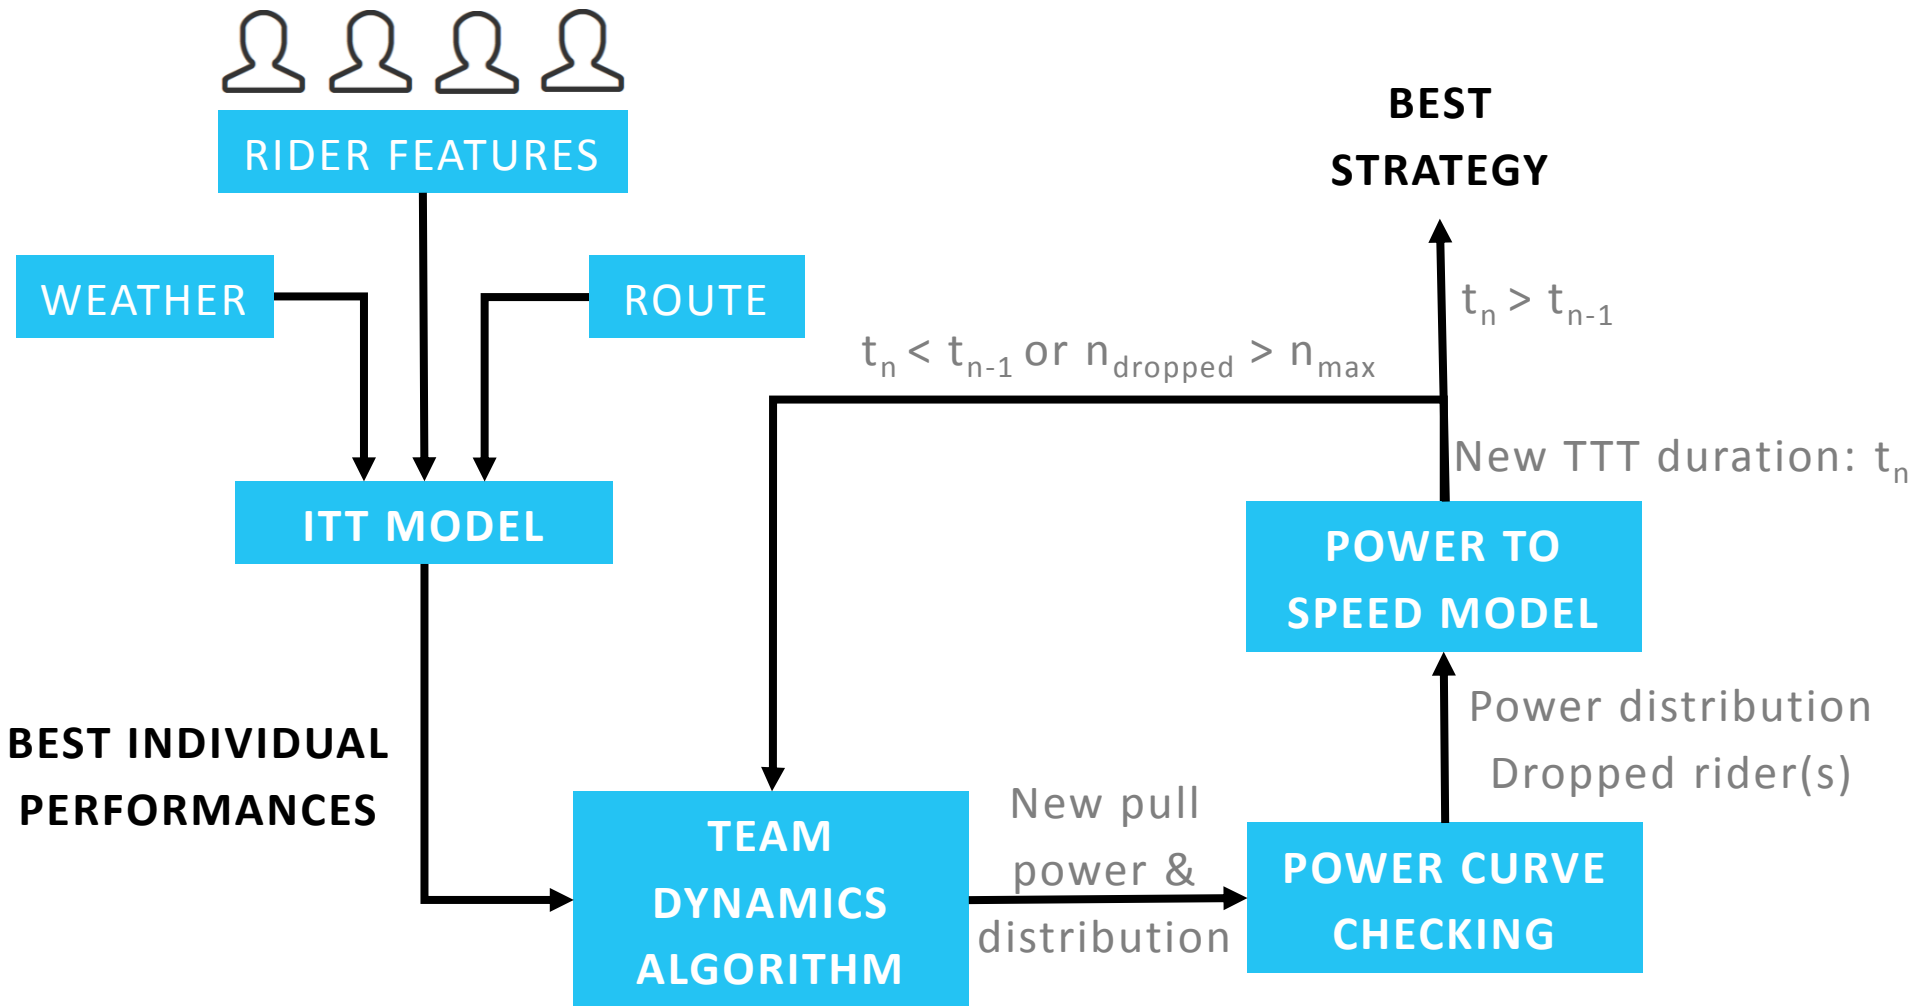 RIDER FEATURES
WEATHER
ROUTE
ITT MODEL
BEST INDIVIDUAL
PERFORMANCES
TEAM
DYNAMICS
ALGORITHM
New pull
power &
distribution
POWER CURVE
CHECKING
Power distribution
Dropped rider(s)
POWER TO
SPEED MODEL
New TTT duration: tₙ
tₙ < tₙ₋₁ or n_dropped > n_max
tₙ > tₙ₋₁
BEST
STRATEGY